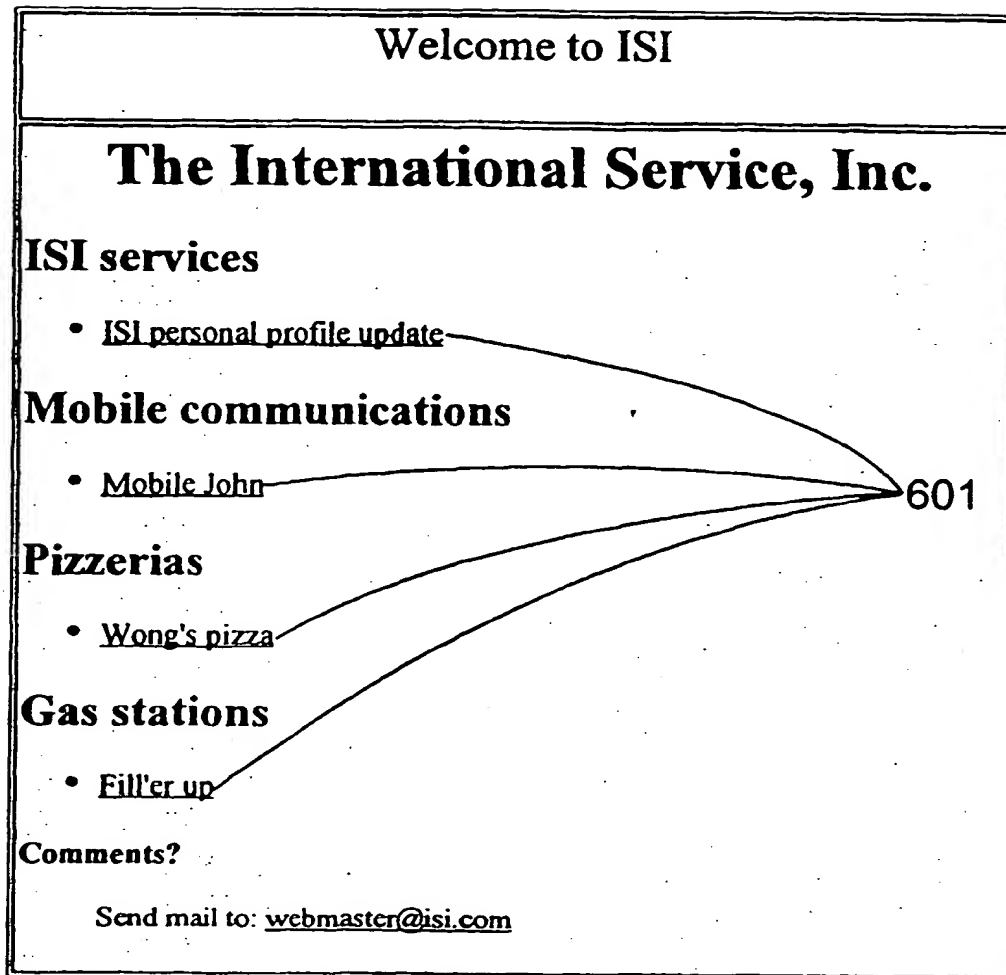 Welcome to ISI
The International Service, Inc.
ISI services
• ISI personal profile update
Mobile communications
• Mobile John
601
Pizzerias
• Wong's pizza
Gas stations
• Fill'er up
Comments?
Send mail to: webmaster@isi.com